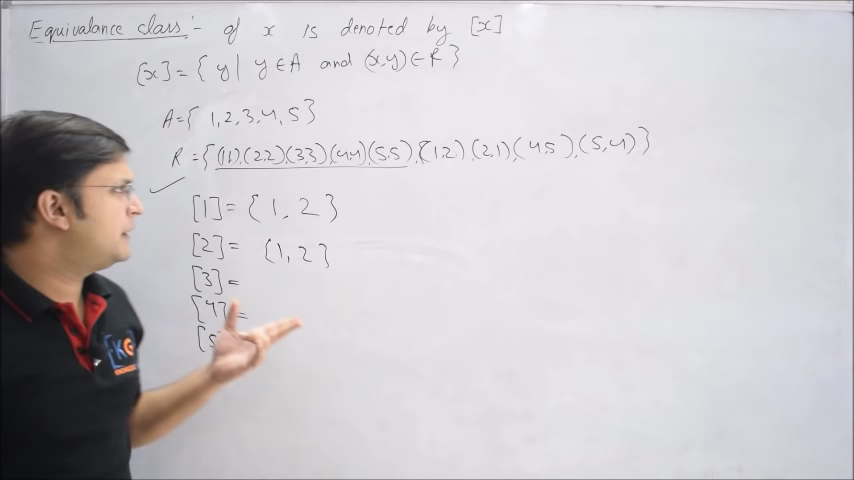 Equivalance class :- of x is denoted by [x]
[x] = { y | y ∈ A and (x,y) ∈ R }
A = { 1, 2, 3, 4, 5 }
R = { (1,1), (2,2) (3,3) (4,4) (5,5), (1,2), (2,1) (4,5), (5,4) }
[1] = { 1, 2 }
[2] = {1, 2}
[3] =
[4] =
[5
KG